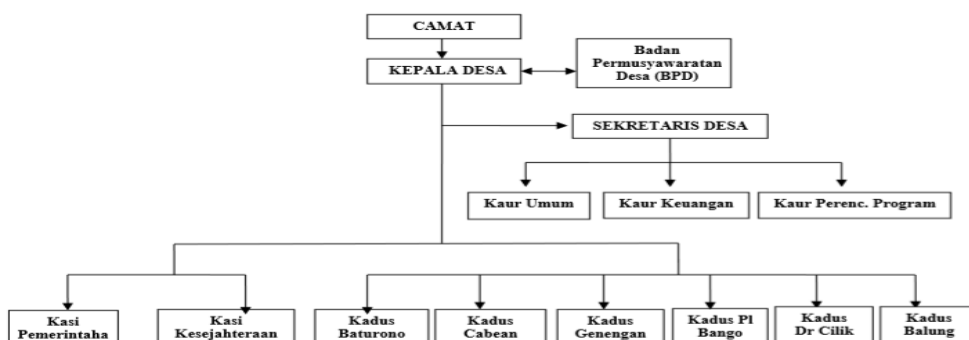 CAMAT
KEPALA DESA
Badan
Permusyawaratan
Desa (BPD)
SEKRETARIS DESA
Kaur Umum
Kaur Keuangan
Kaur Perenc. Program
Kasi
Pemerintaha
Kasi
Kesejahteraan
Kadus
Baturono
Kadus
Cabean
Kadus
Genengan
Kadus Pl
Bango
Kadus
Dr Cilik
Kadus
Balung